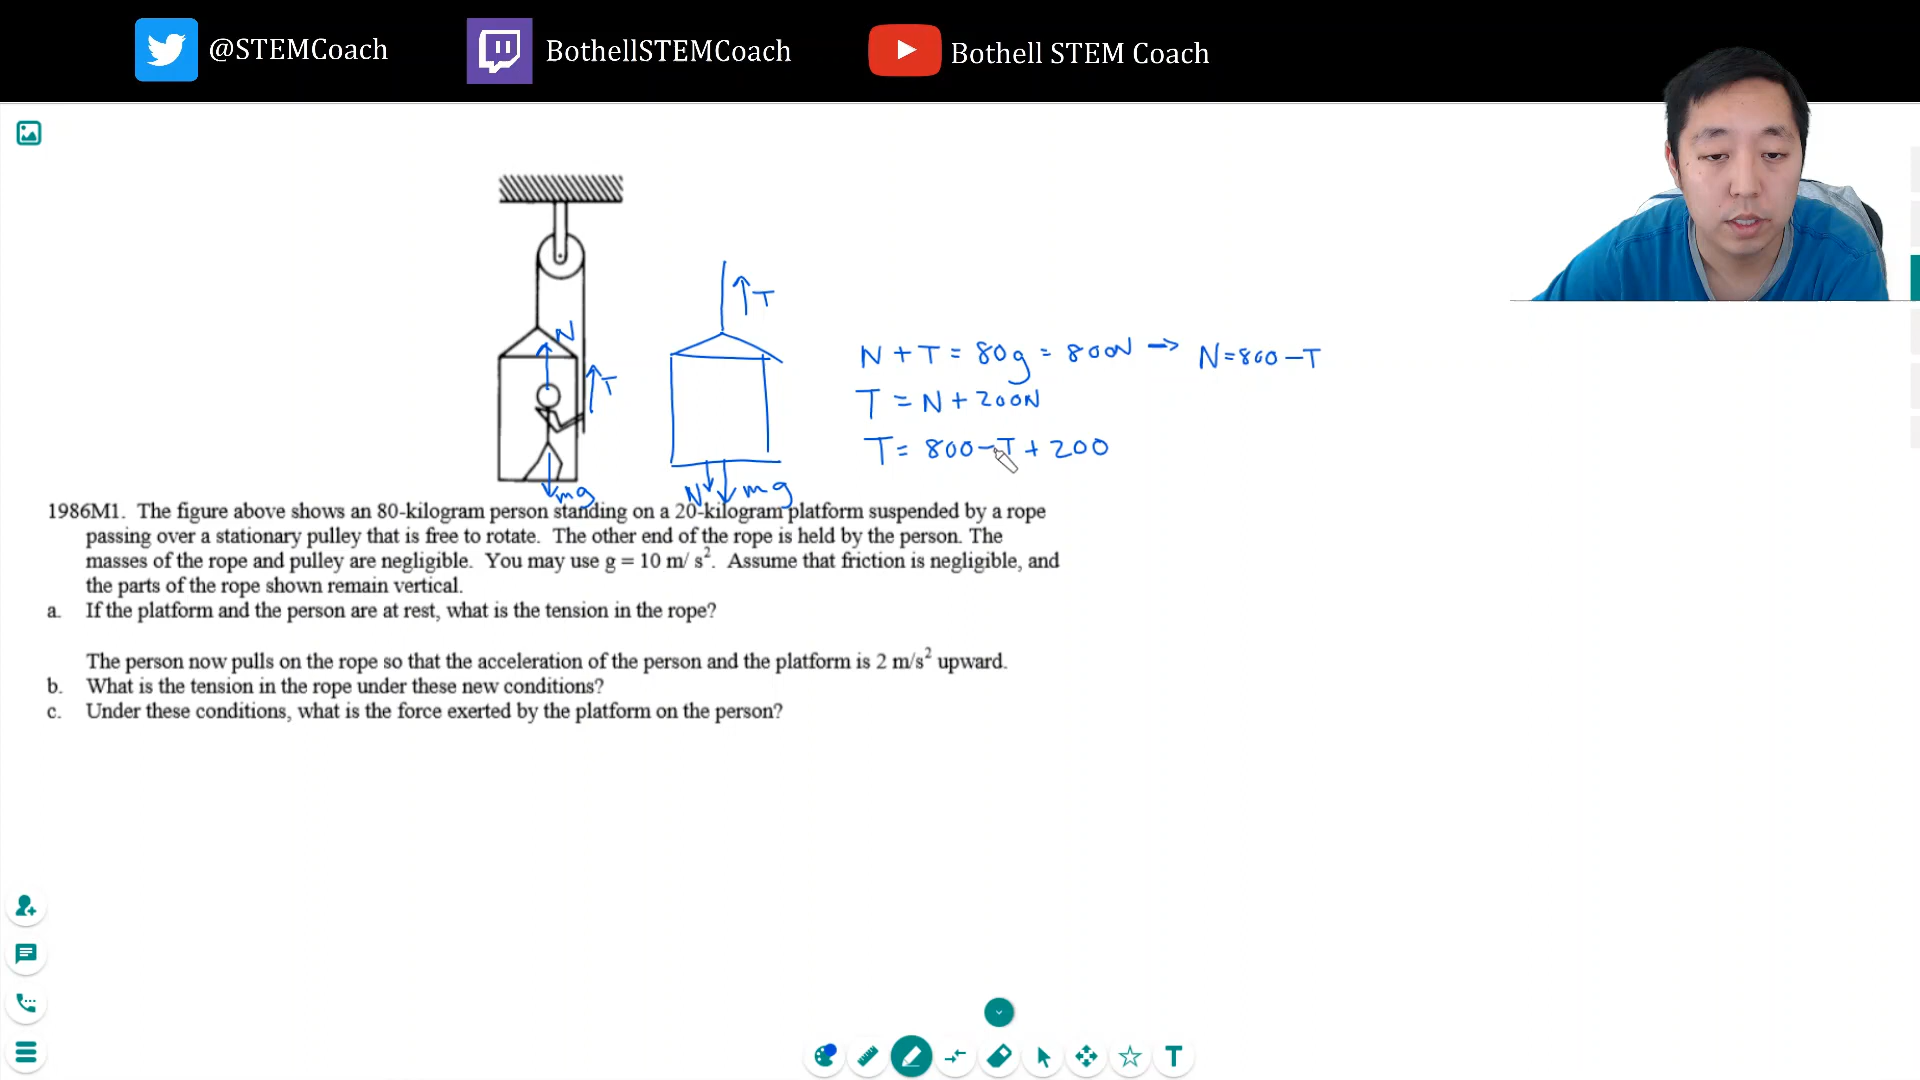 @STEMCoach
BothellSTEMCoach
Bothell STEM Coach
T
N
T
N + T = 80g = 800N → N=800-T
T = N + 200N
T = 800-T + 200
mg
N
mg
1986M1. The figure above shows an 80-kilogram person standing on a 20-kilogram platform suspended by a rope
passing over a stationary pulley that is free to rotate. The other end of the rope is held by the person. The
masses of the rope and pulley are negligible. You may use g = 10 m/ s². Assume that friction is negligible, and
the parts of the rope shown remain vertical.
a. If the platform and the person are at rest, what is the tension in the rope?
The person now pulls on the rope so that the acceleration of the person and the platform is 2 m/s² upward.
b. What is the tension in the rope under these new conditions?
c. Under these conditions, what is the force exerted by the platform on the person?
T